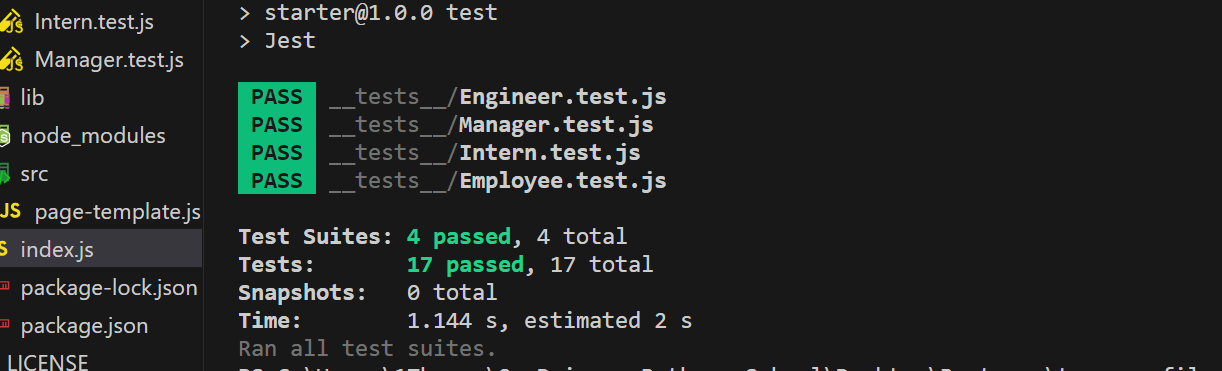 Intern.test.js
Manager.test.js
lib
node_modules
src
JS page-template.js
index.js
package-lock.json
package.json
LICENSE
> starter@1.0.0 test
> Jest
PASS __tests__/Engineer.test.js
PASS __tests__/Manager.test.js
PASS __tests__/Intern.test.js
PASS __tests__/Employee.test.js
Test Suites: 4 passed, 4 total
Tests: 17 passed, 17 total
Snapshots: 0 total
Time: 1.144 s, estimated 2 s
Ran all test suites.